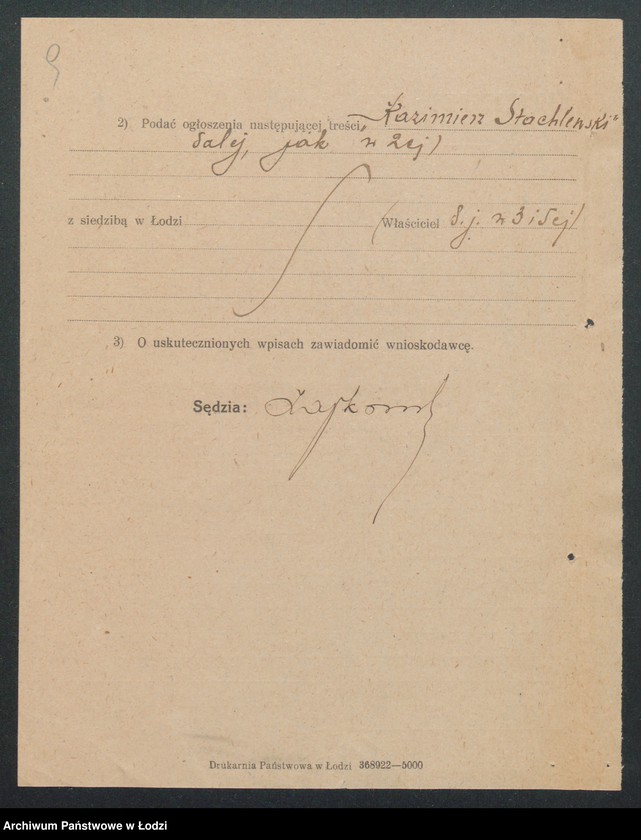 9
2) Podać ogłoszenia następującej treści „Kazimierz Stachlewski"
dalej, jak w 2ej)
z siedzibą w Łodzi (Właściciel d. j. w 3 i 5ej)
3) O uskutecznionych wpisach zawiadomić wnioskodawcę.
Sędzia:
Drukarnia Państwowa w Łodzi 368922—5000
Archiwum Państwowe w Łodzi